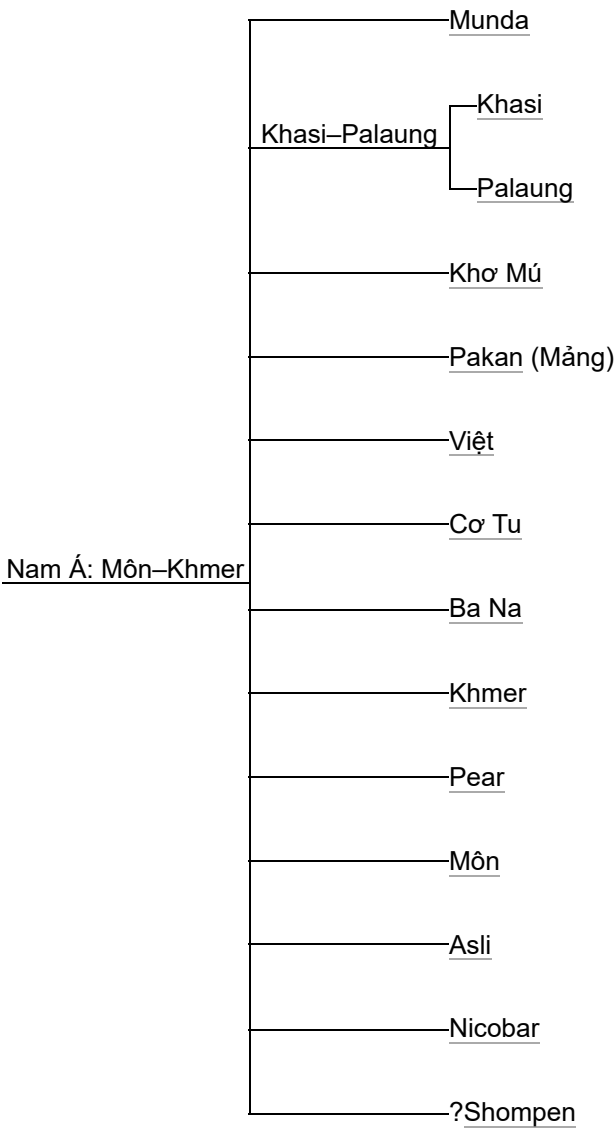 Munda
Khasi
Khasi–Palaung
Palaung
Khơ Mú
Pakan (Mảng)
Việt
Cơ Tu
Nam Á: Môn–Khmer
Ba Na
Khmer
Pear
Môn
Asli
Nicobar
?Shompen